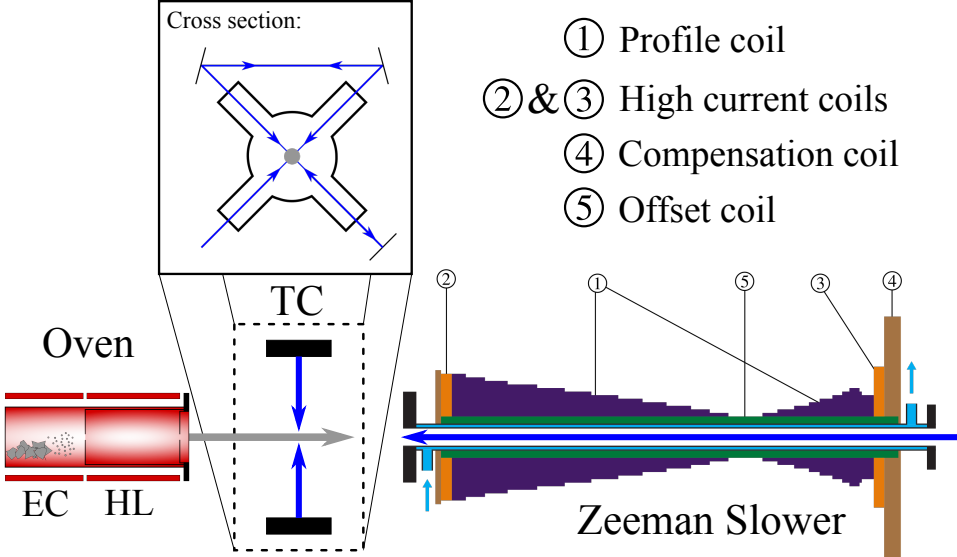 Cross section:
① Profile coil
②&③ High current coils
④ Compensation coil
⑤ Offset coil
TC
Oven
② ① ⑤ ③ ④
EC HL
Zeeman Slower